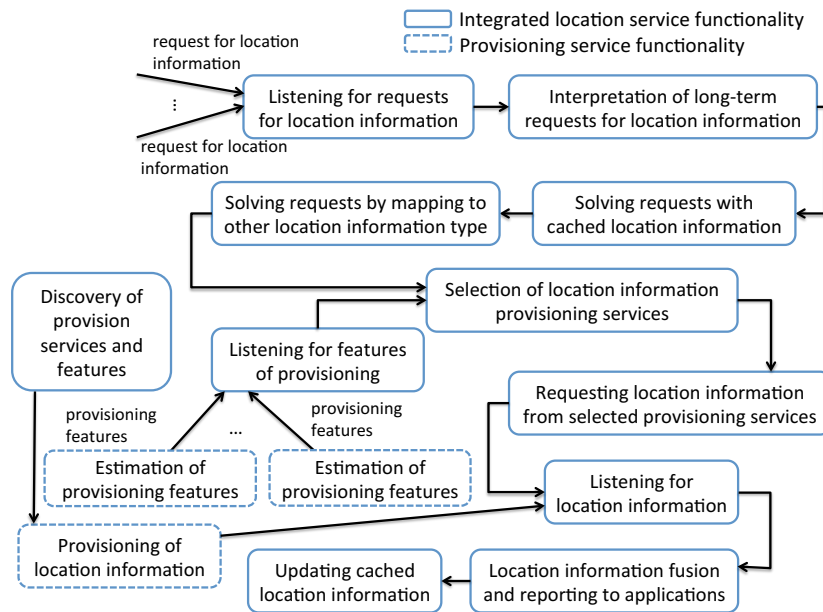 Integrated location service functionality
Provisioning service functionality
request for location
information
...
request for location
information
Listening for requests
for location information
Interpretation of long-term
requests for location information
Solving requests by mapping to
other location information type
Solving requests with
cached location information
Discovery of
provision
services and
features
Selection of location information
provisioning services
Listening for features
of provisioning
Requesting location information
from selected provisioning services
provisioning
features
...
provisioning
features
Estimation of
provisioning features
Estimation of
provisioning features
Listening for
location information
Provisioning of
location information
Updating cached
location information
Location information fusion
and reporting to applications